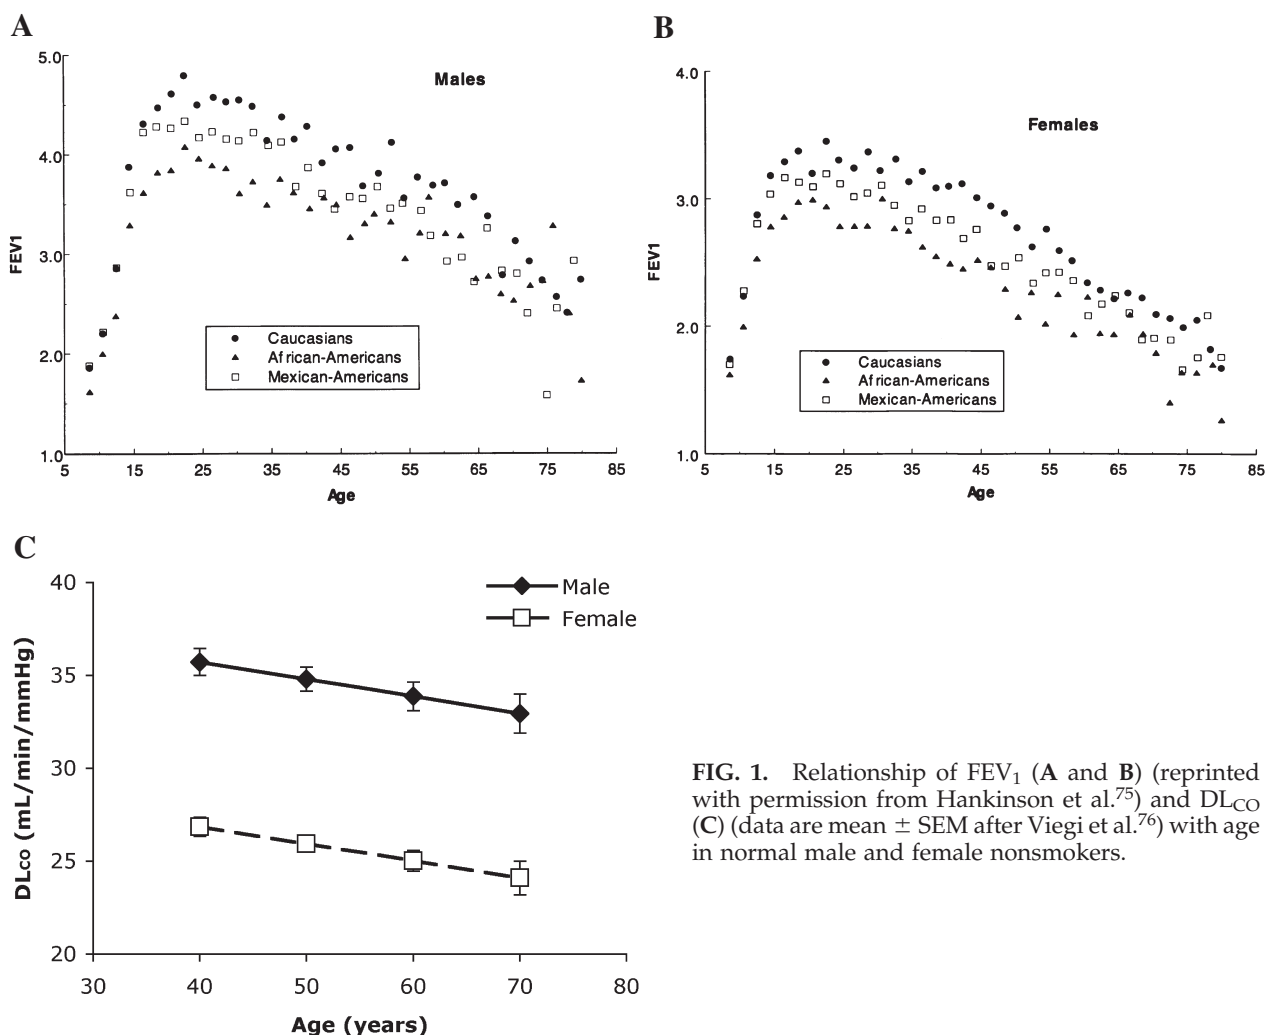 A
5.0
4.0
3.0
2.0
1.0
FEV1
Males
Caucasians
African-Americans
Mexican-Americans
5 15 25 35 45 55 65 75 85
Age
B
4.0
3.0
2.0
1.0
FEV1
Females
Caucasians
African-Americans
Mexican-Americans
5 15 25 35 45 55 65 75 85
Age
C
40
35
30
25
20
DLco (mL/min/mmHg)
Male
Female
30 40 50 60 70 80
Age (years)
FIG. 1. Relationship of FEV₁ (A and B) (reprinted
with permission from Hankinson et al.⁷⁵) and DL_CO
(C) (data are mean ± SEM after Viegi et al.⁷⁶) with age
in normal male and female nonsmokers.